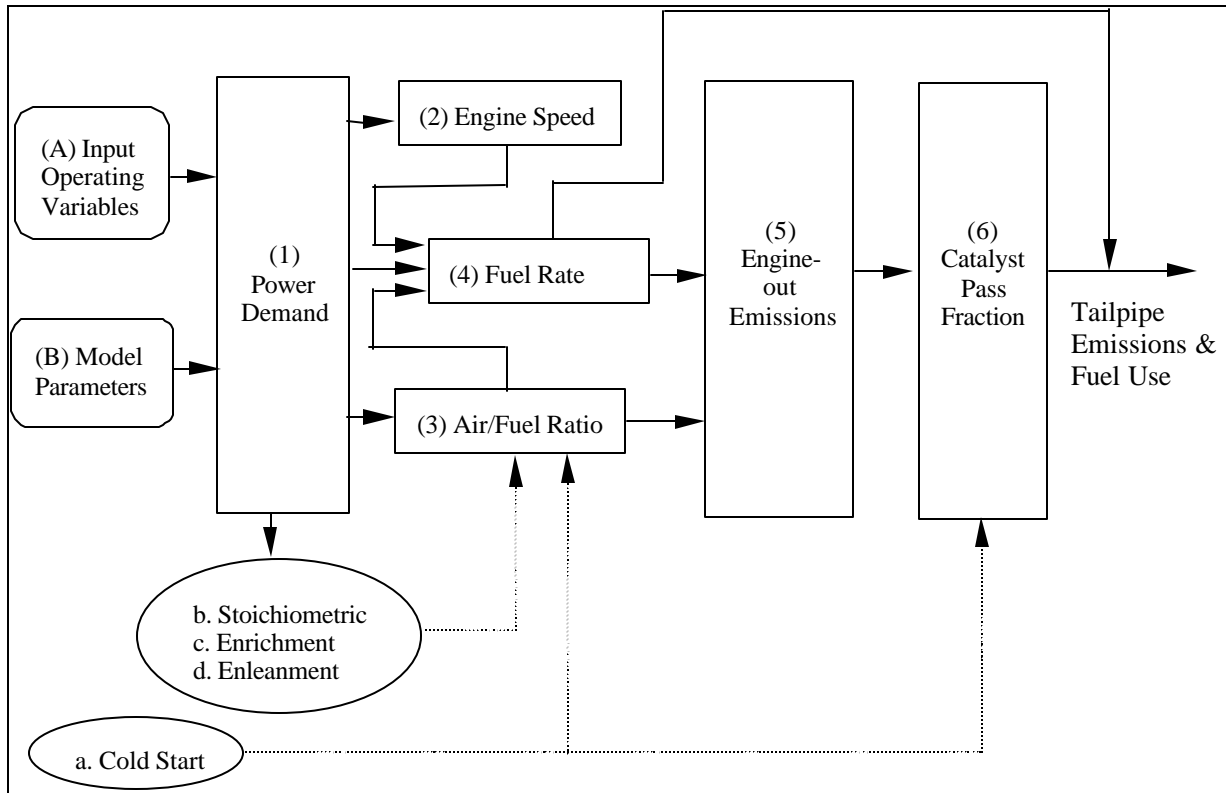 (A) Input
Operating
Variables
(B) Model
Parameters
(1)
Power
Demand
(2) Engine Speed
(4) Fuel Rate
(3) Air/Fuel Ratio
(5)
Engine-
out
Emissions
(6)
Catalyst
Pass
Fraction
Tailpipe
Emissions &
Fuel Use
b. Stoichiometric
c. Enrichment
d. Enleanment
a. Cold Start